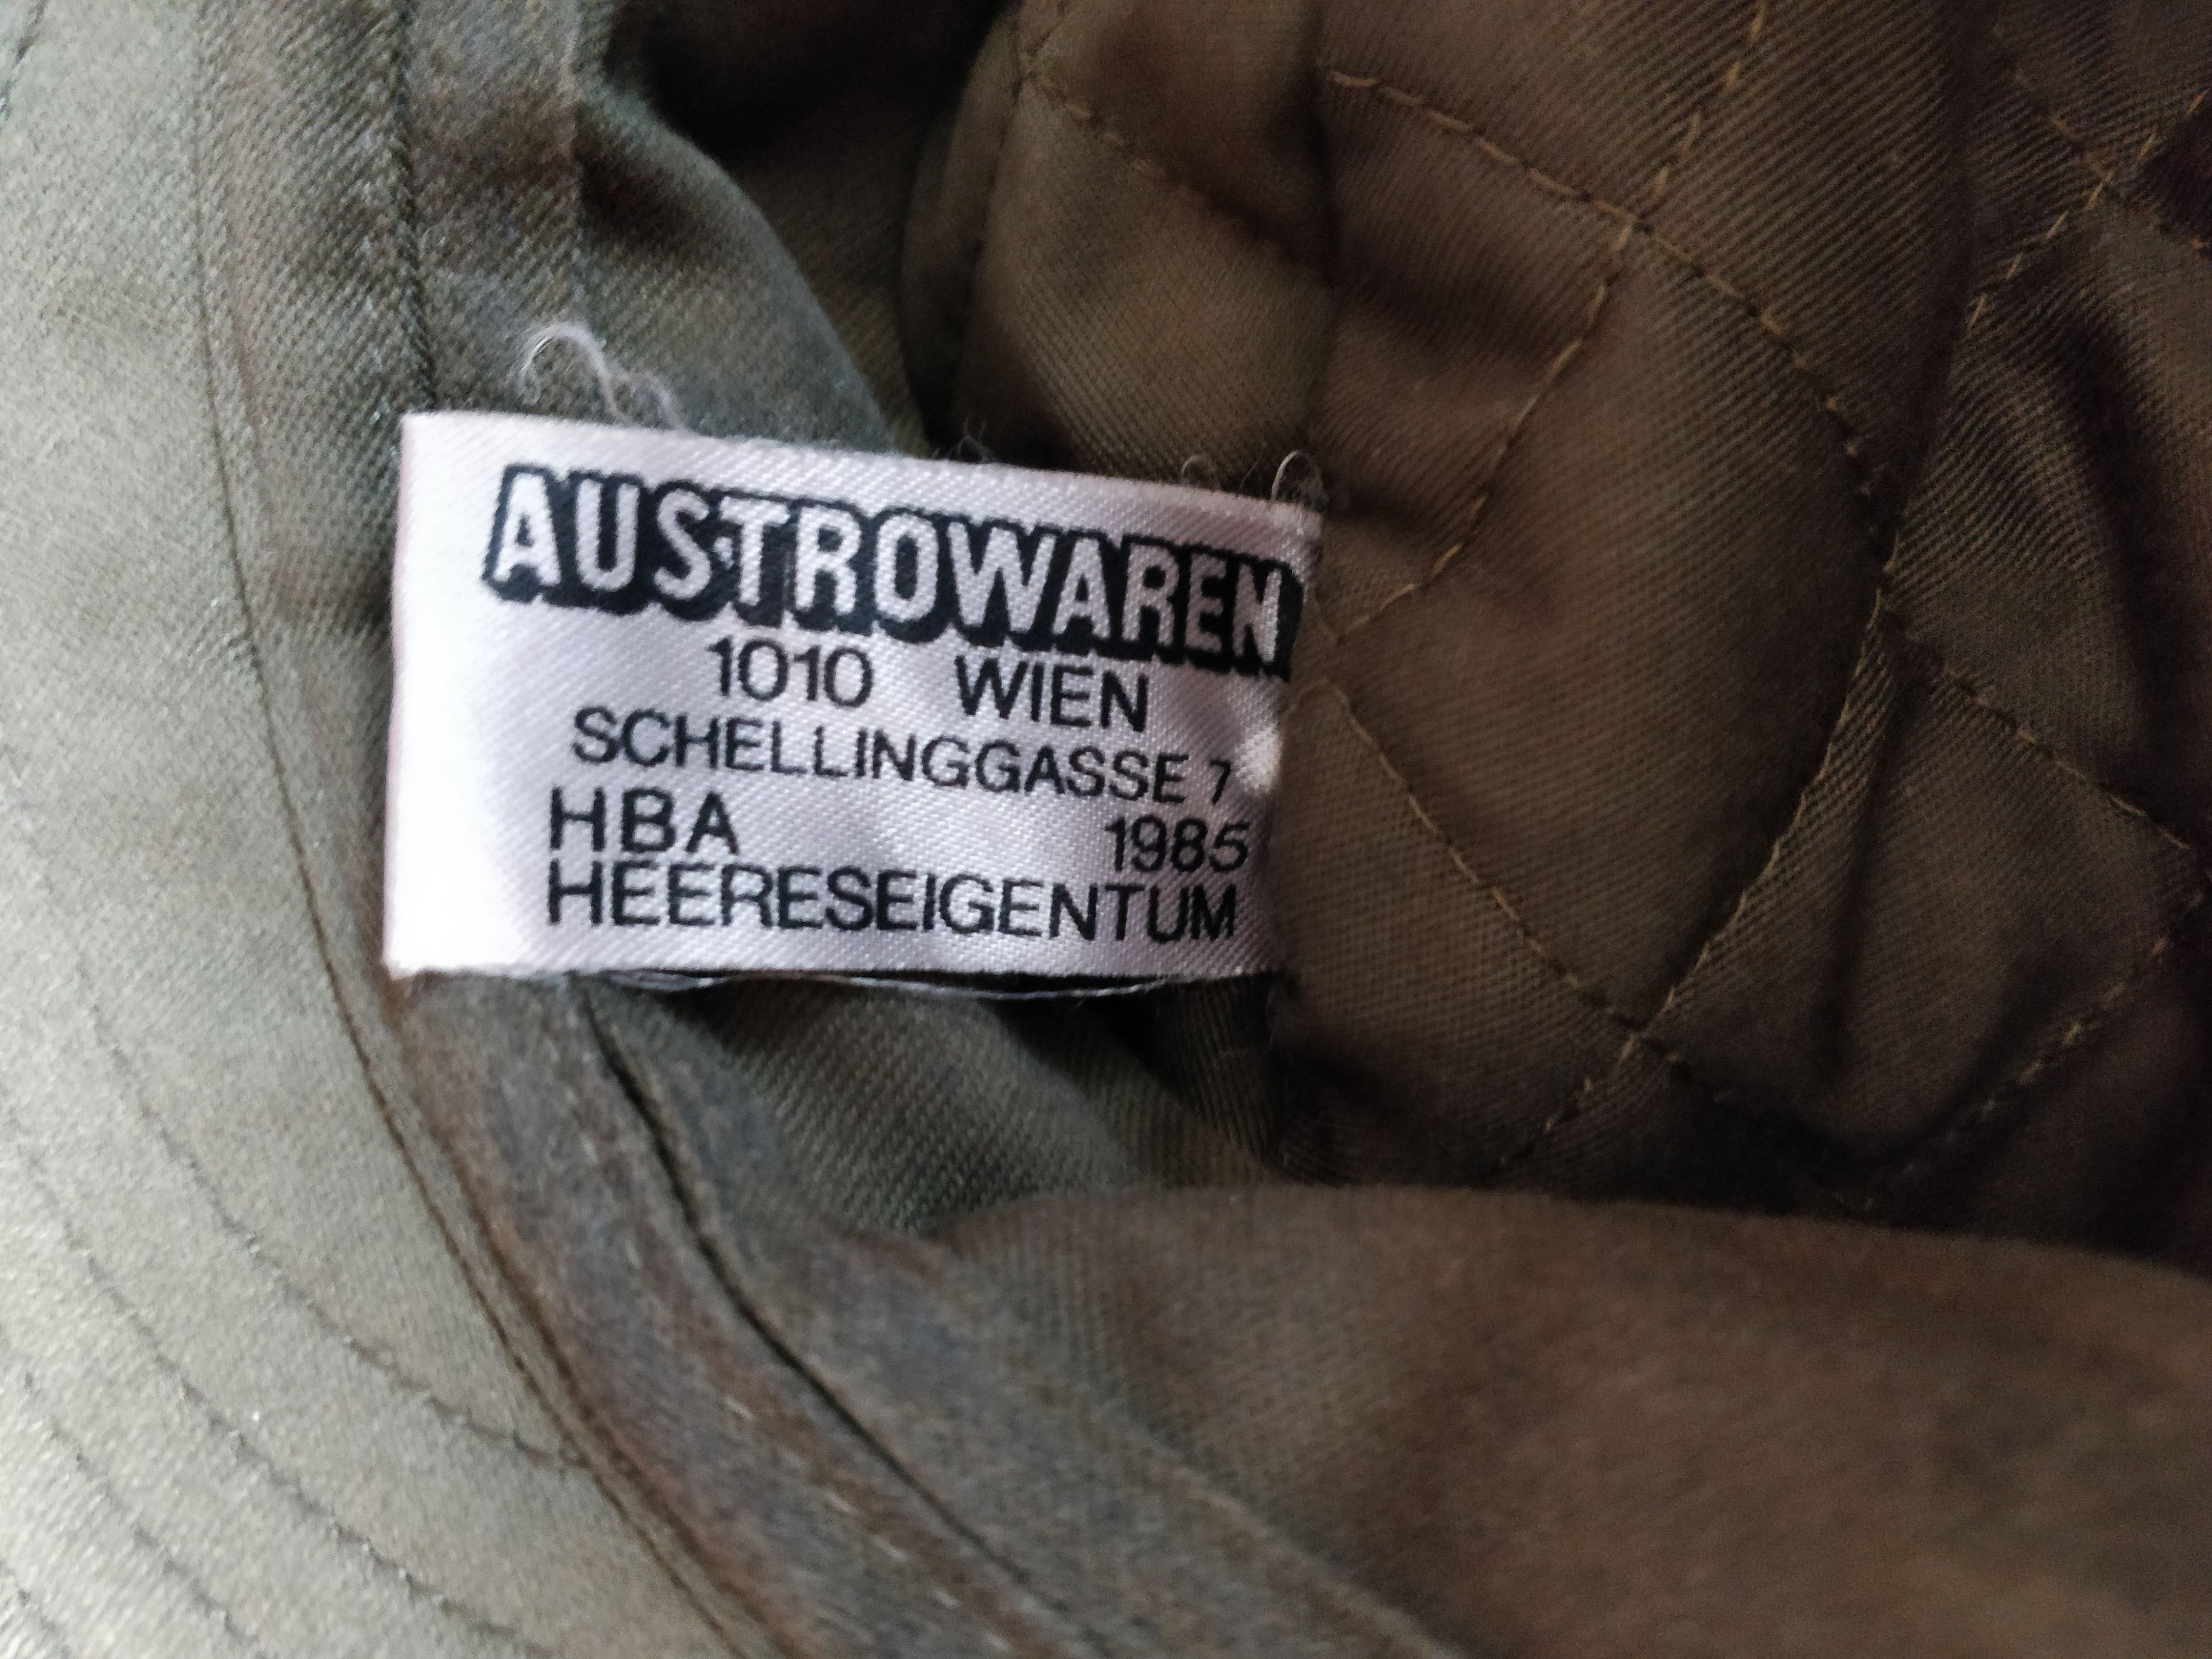 AUSTROWAREN
1010 WIEN
SCHELLINGGASSE 7
HBA 1985
HEERESEIGENTUM